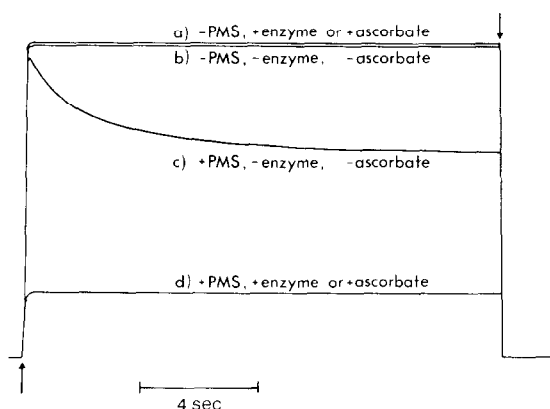 a) -PMS, +enzyme or +ascorbate
b) -PMS, -enzyme, -ascorbate
c) +PMS, -enzyme, -ascorbate
d) +PMS, +enzyme or +ascorbate
4 sec